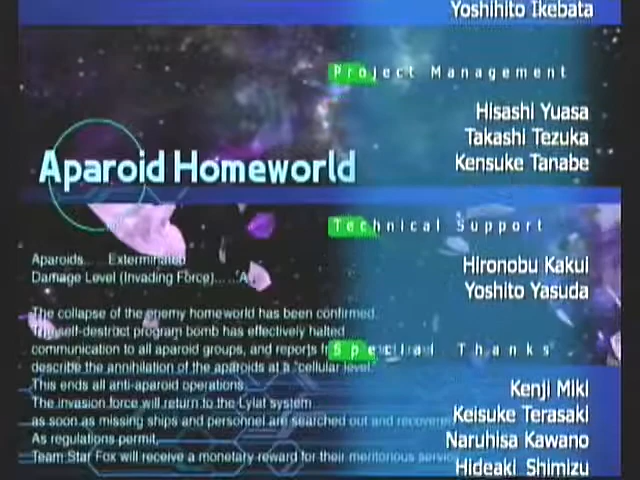 Yoshihito Ikebata
Project Management
Hisashi Yuasa
Takashi Tezuka
Kensuke Tanabe
Aparoid Homeworld
Technical Support
Hironobu Kakui
Yoshito Yasuda
Aparoids... Exterminated
Damage Level (Invading Force)... ...A
The collapse of the enemy homeworld has been confirmed.
The self-destruct program bomb has effectively halted
communication to all aparoid groups, and reports
describe the annihilation of the aparoids at a "cellular level."
This ends all anti-aparoid operations.
The invasion force will return to the Lylat system
as soon as missing ships and personnel are searched out and
As regulations permit,
Team Star Fox will receive a monetary reward for their meritorious
Special Thanks
Kenji Miki
Keisuke Terasaki
Naruhisa Kawano
Hideaki Shimizu